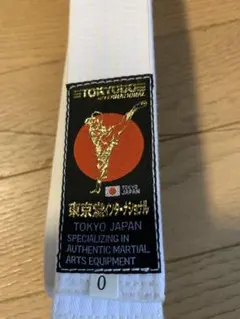 TOKYODO
INTERNATIONAL
TOKYO
JAPAN
東京堂インターナショナル
TOKYO JAPAN
SPECIALIZING IN
AUTHENTIC MARTIAL
ARTS EQUIPMENT
0